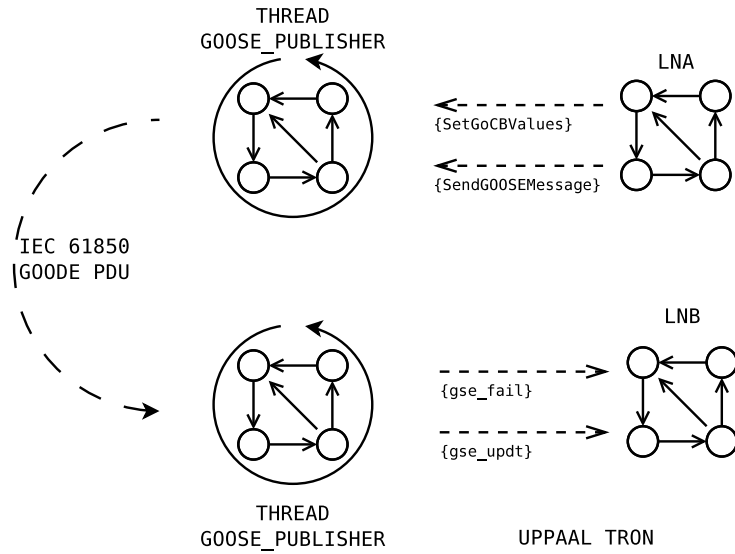 THREAD
GOOSE_PUBLISHER
LNA
{SetGoCBValues}
{SendGOOSEMessage}
IEC 61850
GOODE PDU
LNB
{gse_fail}
{gse_updt}
THREAD
GOOSE_PUBLISHER
UPPAAL TRON